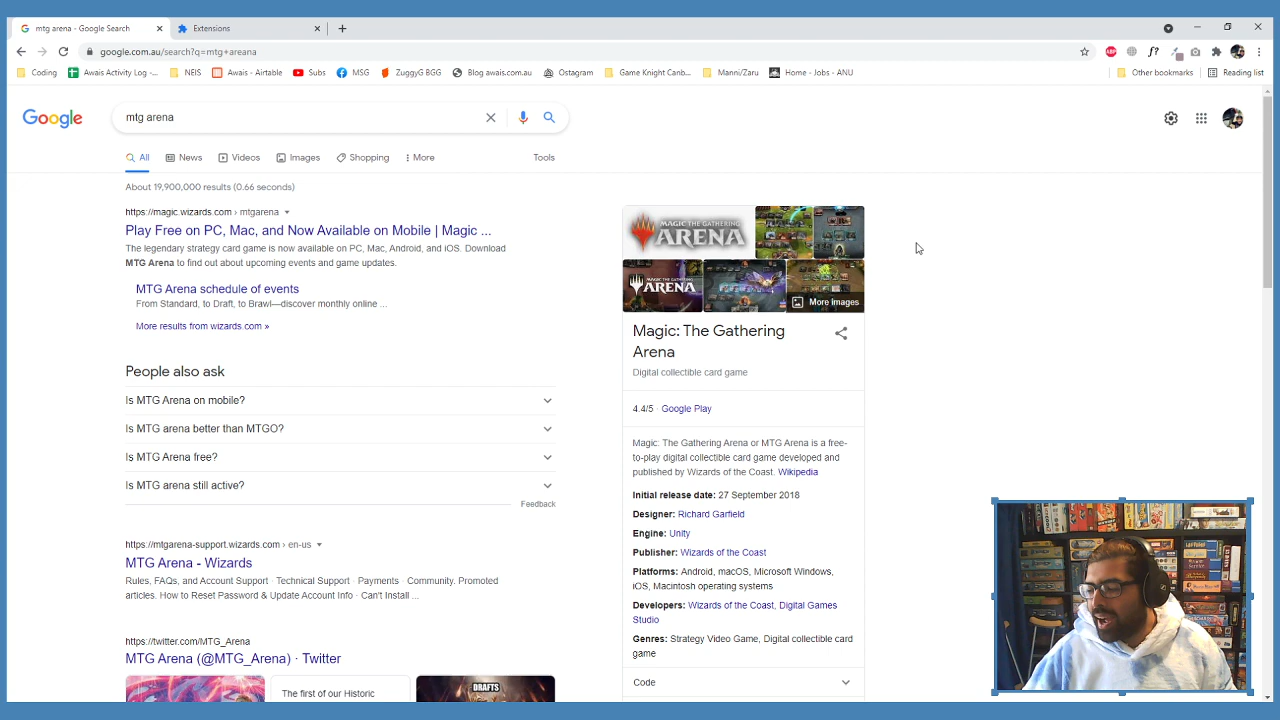 mtg arena - Google Search
Extensions
google.com.au/search?q=mtg+areana
Coding
Awais Activity Log -...
NEIS
Awais - Airtable
Subs
MSG
ZuggyG BGG
Blog awais.com.au
Ostagram
Game Knight Canb...
Manni/Zaru
Home - Jobs - ANU
Other bookmarks
Reading list
Google
mtg arena
All
News
Videos
Images
Shopping
More
Tools
About 19,900,000 results (0.66 seconds)
https://magic.wizards.com › mtgarena
Play Free on PC, Mac, and Now Available on Mobile | Magic ...
The legendary strategy card game is now available on PC, Mac, Android, and iOS. Download
MTG Arena to find out about upcoming events and game updates.
MTG Arena schedule of events
From Standard, to Draft, to Brawl—discover monthly online ...
More results from wizards.com »
People also ask
Is MTG Arena on mobile?
Is MTG arena better than MTGO?
Is MTG Arena free?
Is MTG arena still active?
Feedback
https://mtgarena-support.wizards.com › en-us
MTG Arena - Wizards
Rules, FAQs, and Account Support · Technical Support · Payments · Community. Promoted
articles. How to Reset Password & Update Account Info · Can't Install ...
https://twitter.com/MTG_Arena
MTG Arena (@MTG_Arena) · Twitter
The first of our Historic
DRAFTS
MAGIC THE GATHERING
ARENA
ARENA
More images
Magic: The Gathering
Arena
Digital collectible card game
4.4/5 · Google Play
Magic: The Gathering Arena or MTG Arena is a free-
to-play digital collectible card game developed and
published by Wizards of the Coast. Wikipedia
Initial release date: 27 September 2018
Designer: Richard Garfield
Engine: Unity
Publisher: Wizards of the Coast
Platforms: Android, macOS, Microsoft Windows,
iOS, Macintosh operating systems
Developers: Wizards of the Coast, Digital Games
Studio
Genres: Strategy Video Game, Digital collectible card
game
Code